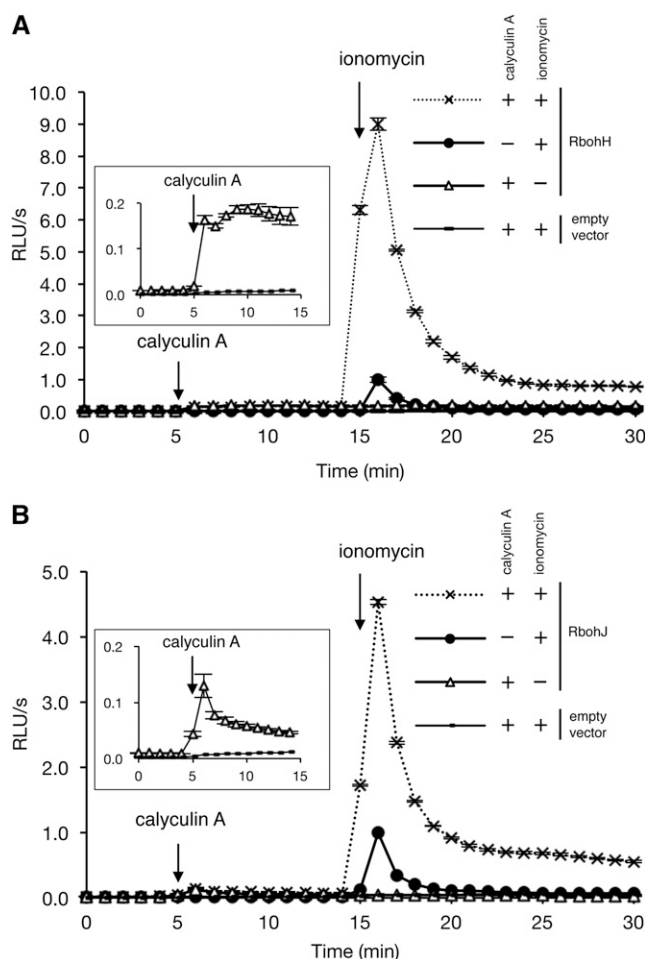 A
ionomycin
calyculin A
ionomycin
10.0
9.0
8.0
7.0
6.0
5.0
4.0
3.0
2.0
1.0
0.0
RLU/s
+ +
− +
+ −
RbohH
+ +
empty
vector
calyculin A
0.2
0.1
0.0
0 5 10 15
calyculin A
0 5 10 15 20 25 30
Time (min)
B
ionomycin
calyculin A
ionomycin
5.0
4.0
3.0
2.0
1.0
0.0
RLU/s
+ +
− +
+ −
RbohJ
+ +
empty
vector
calyculin A
0.2
0.1
0.0
0 5 10 15
calyculin A
0 5 10 15 20 25 30
Time (min)